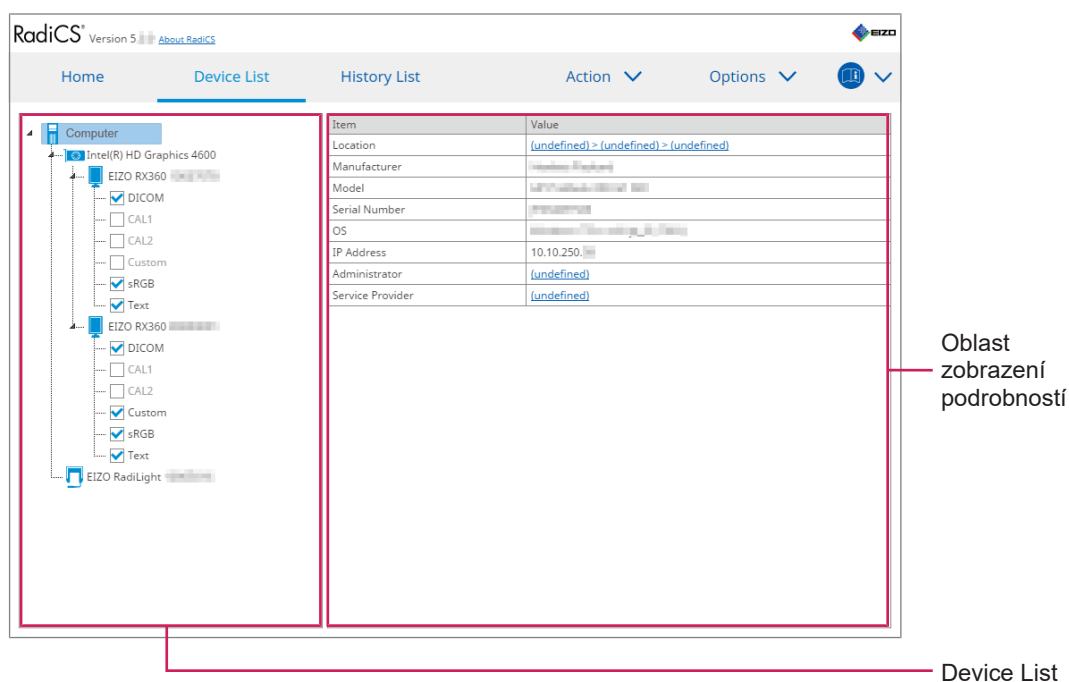 RadiCS® Version 5. About RadiCS
EIZO
Home Device List History List Action Options
Computer
Intel(R) HD Graphics 4600
EIZO RX360
DICOM
CAL1
CAL2
Custom
sRGB
Text
EIZO RX360
DICOM
CAL1
CAL2
Custom
sRGB
Text
EIZO RadiLight
Item Value
Location (undefined) > (undefined) > (undefined)
Manufacturer
Model
Serial Number
OS
IP Address 10.10.250.
Administrator (undefined)
Service Provider (undefined)
Oblast
zobrazení
podrobností
Device List